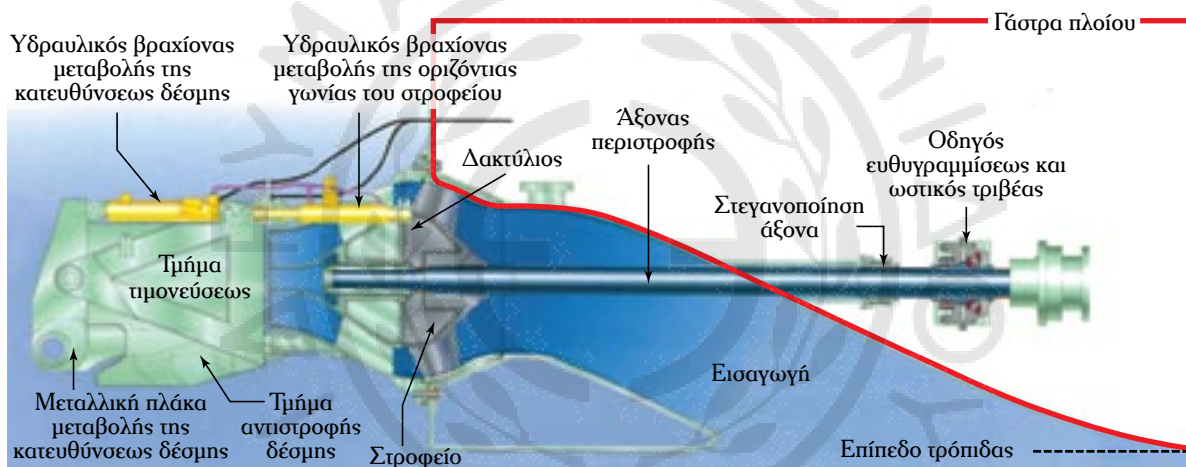 Γάστρα πλοίου
Υδραυλικός βραχίονας
μεταβολής της
κατευθύνσεως δέσμης
Υδραυλικός βραχίονας
μεταβολής της οριζόντιας
γωνίας του στροφείου
Άξονας
περιστροφής
Οδηγός
ευθυγραμμίσεως και
ωστικός τριβέας
Δακτύλιος
Στεγανοποίηση
άξονα
Τμήμα
τιμονεύσεως
Εισαγωγή
Μεταλλική πλάκα
μεταβολής της
κατευθύνσεως δέσμης
Τμήμα
αντιστροφής
δέσμης
Στροφείο
Επίπεδο τρόπιδας